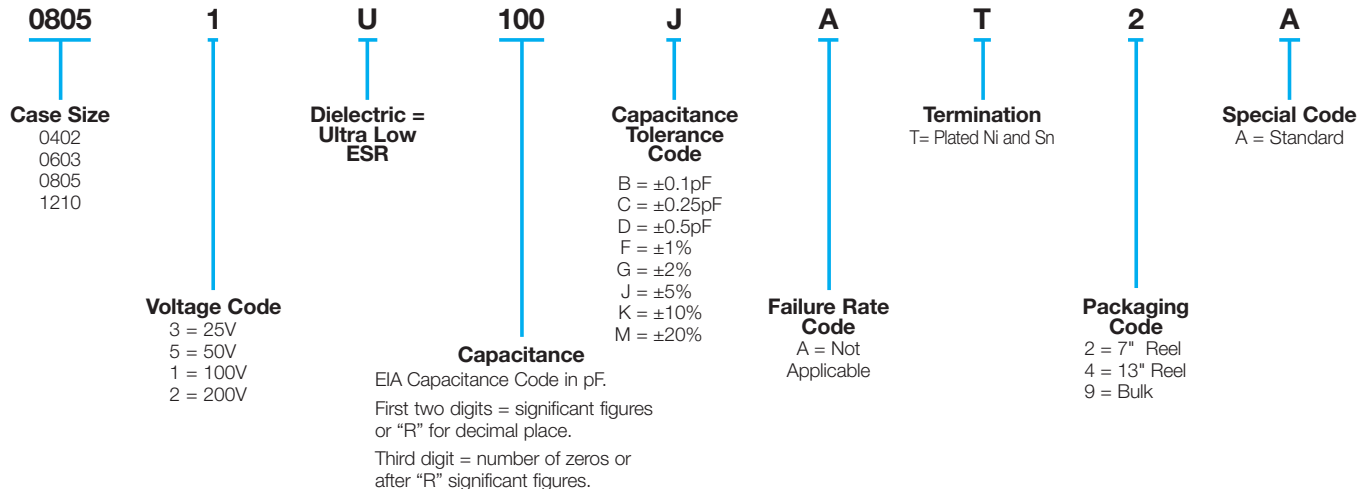 0805 1 U 100 J A T 2 A
Case Size
0402
0603
0805
1210
Voltage Code
3 = 25V
5 = 50V
1 = 100V
2 = 200V
Dielectric =
Ultra Low
ESR
Capacitance
EIA Capacitance Code in pF.
First two digits = significant figures
or “R” for decimal place.
Third digit = number of zeros or
after “R” significant figures.
Capacitance
Tolerance
Code
B = ±0.1pF
C = ±0.25pF
D = ±0.5pF
F = ±1%
G = ±2%
J = ±5%
K = ±10%
M = ±20%
Failure Rate
Code
A = Not
Applicable
Termination
T= Plated Ni and Sn
Packaging
Code
2 = 7" Reel
4 = 13" Reel
9 = Bulk
Special Code
A = Standard